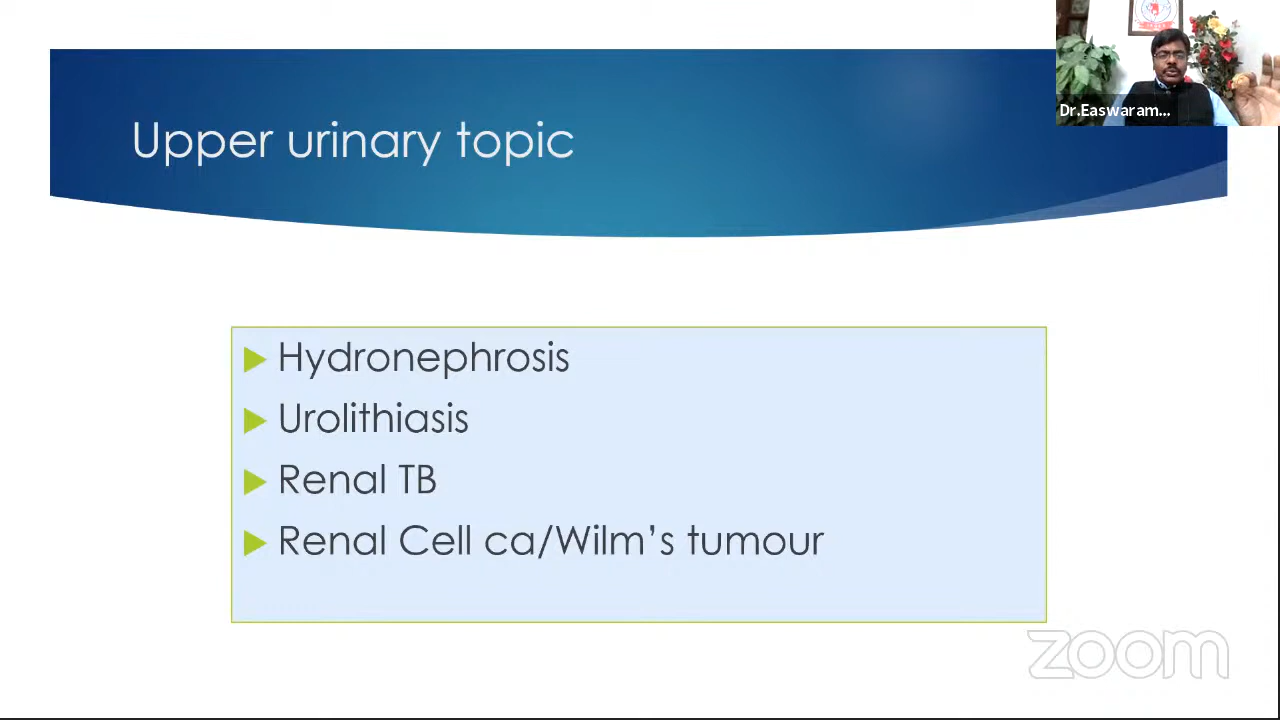 Upper urinary topic
Dr.Easwaram...
Hydronephrosis
Urolithiasis
Renal TB
Renal Cell ca/Wilm's tumour
zoom